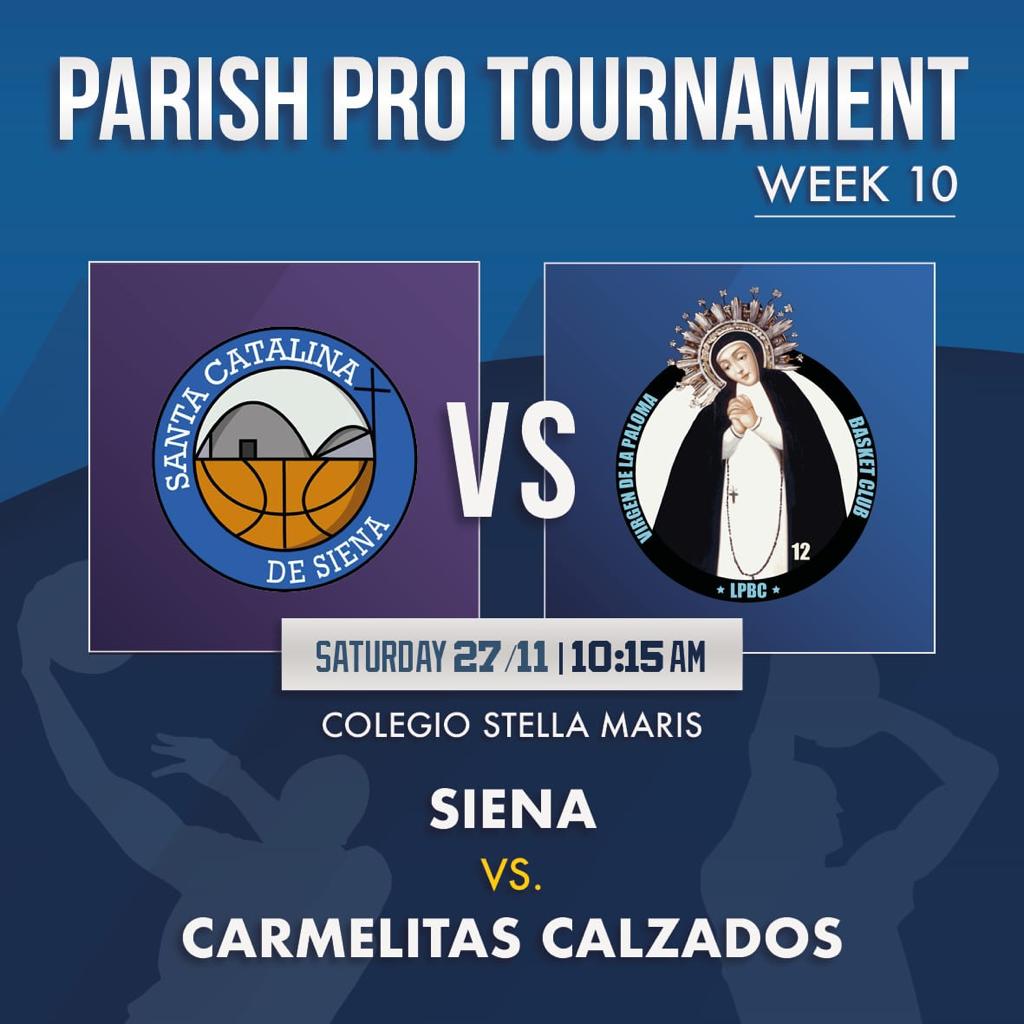 PARISH PRO TOURNAMENT
WEEK 10
SANTA CATALINA
DE SIENA
VS
VIRGEN DE LA PALOMA
BASKET CLUB
12
★ LPBC ★
SATURDAY 27/11 | 10:15 AM
COLEGIO STELLA MARIS
SIENA
VS.
CARMELITAS CALZADOS